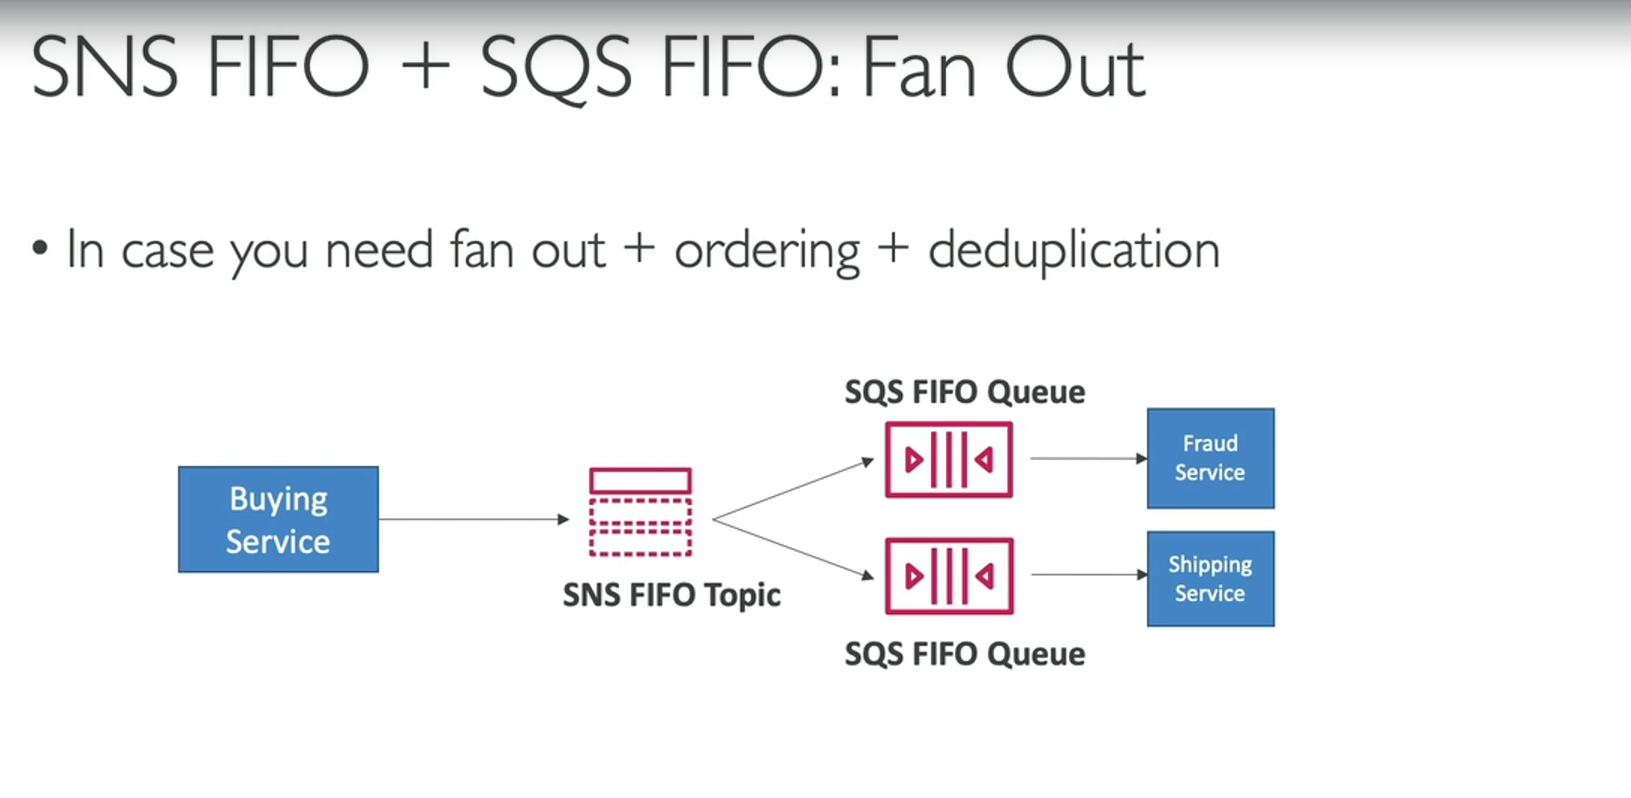 SNS FIFO + SQS FIFO: Fan Out
• In case you need fan out + ordering + deduplication
Buying
Service
SNS FIFO Topic
SQS FIFO Queue
SQS FIFO Queue
Fraud
Service
Shipping
Service